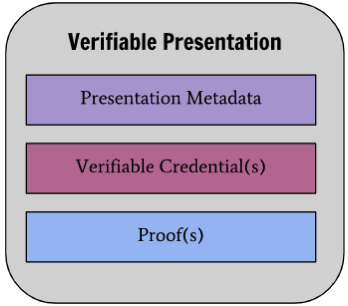 Verifiable Presentation
Presentation Metadata
Verifiable Credential(s)
Proof(s)